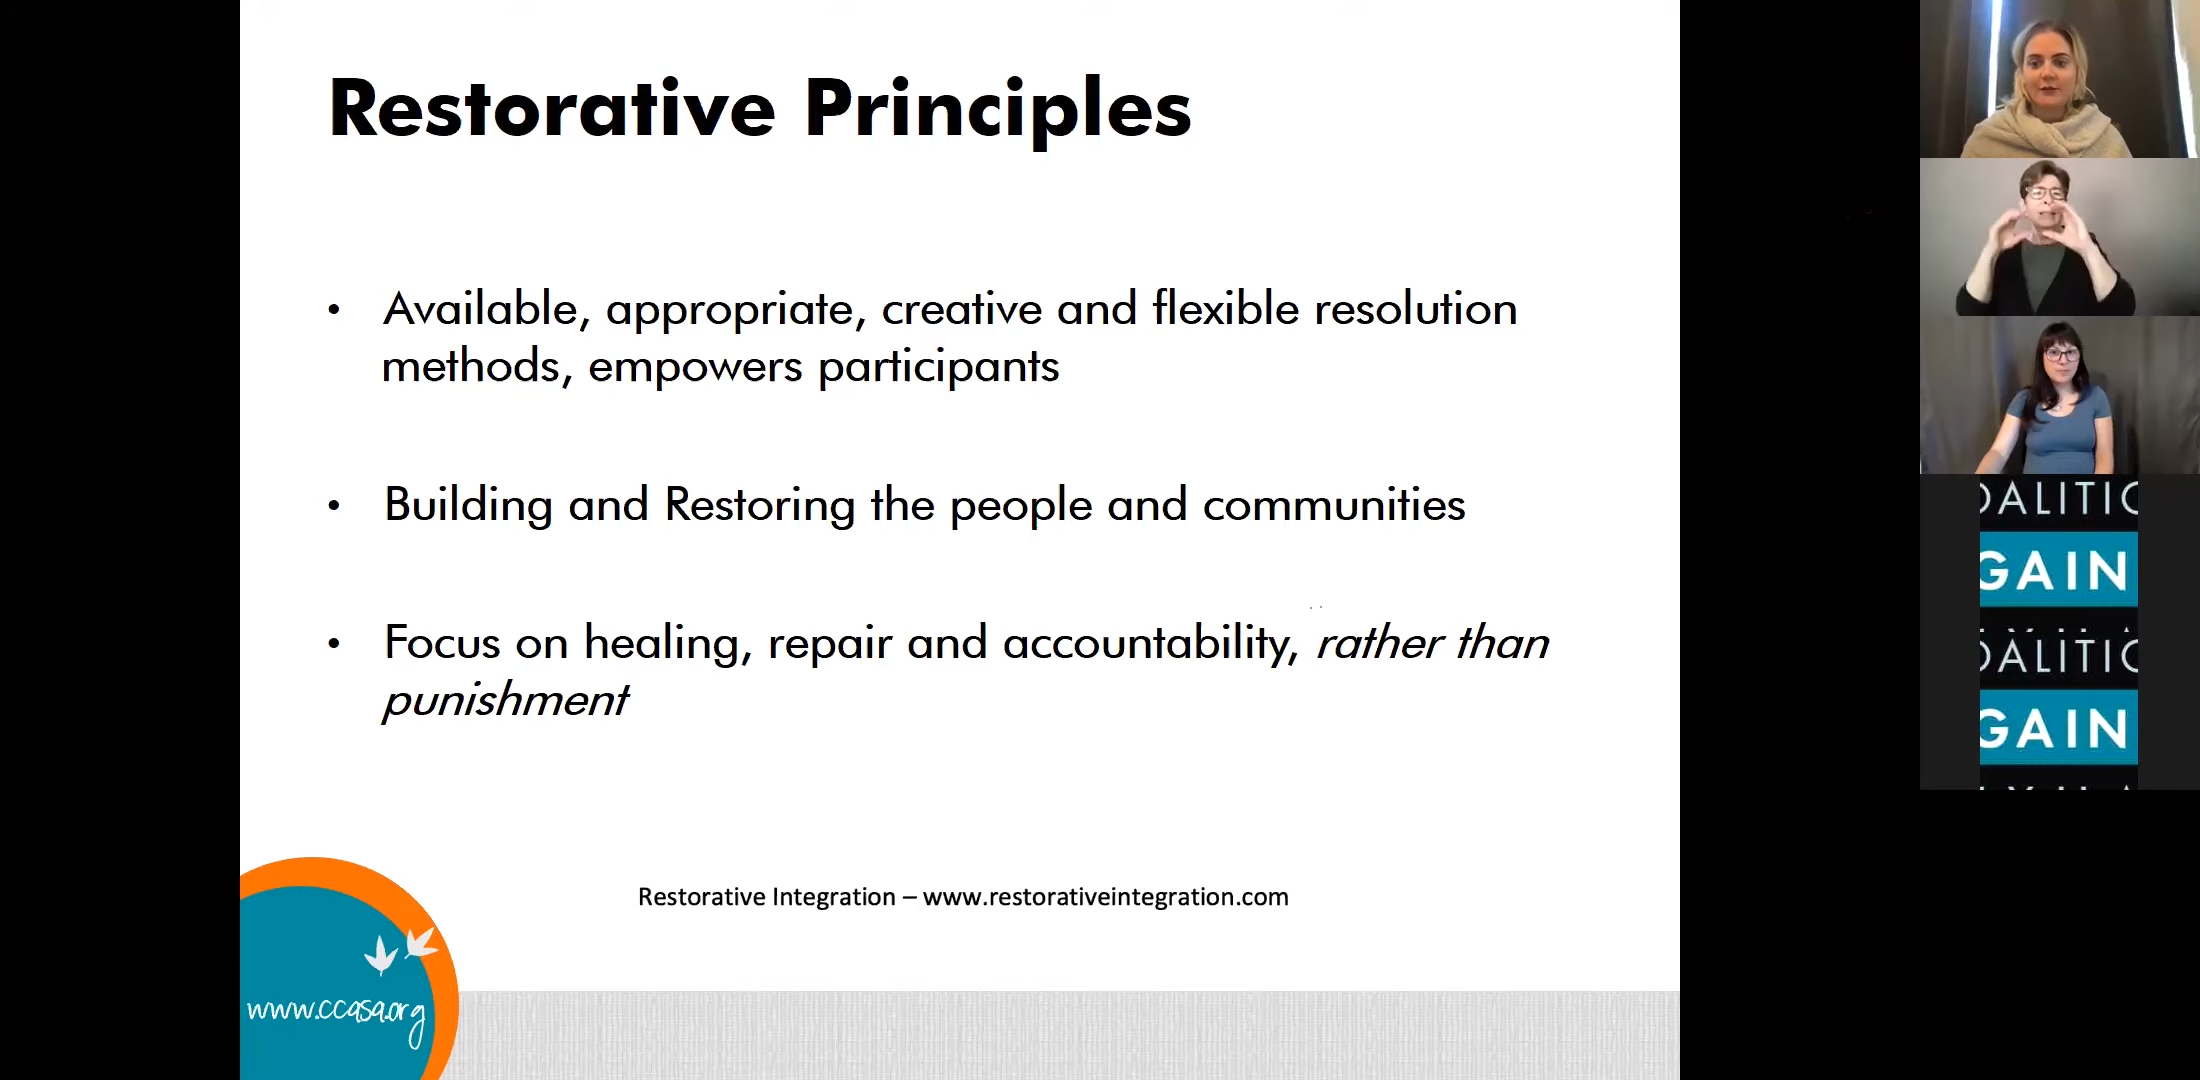 Restorative Principles
• Available, appropriate, creative and flexible resolution
methods, empowers participants
• Building and Restoring the people and communities
• Focus on healing, repair and accountability, rather than
punishment
Restorative Integration – www.restorativeintegration.com
www.ccasa.org
OALITIO
GAIN
OALITIO
GAIN